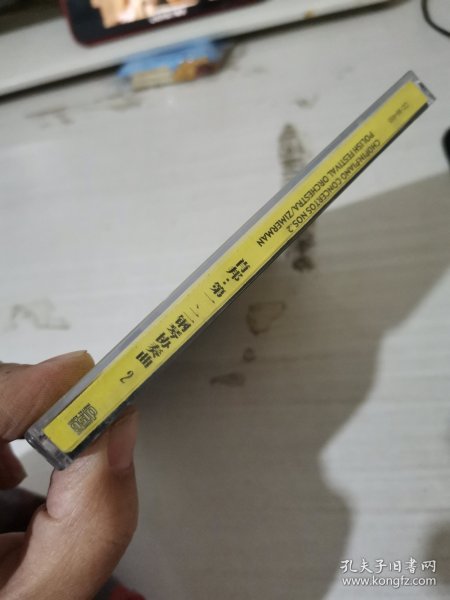 CHOPIN:PIANO CONCERTOS NOS.2
POLISH FESTIVAL ORCHESTRA/ZIMERMAN
肖邦：第一、二钢琴协奏曲 2
孔夫子旧书网
www.kongfz.com